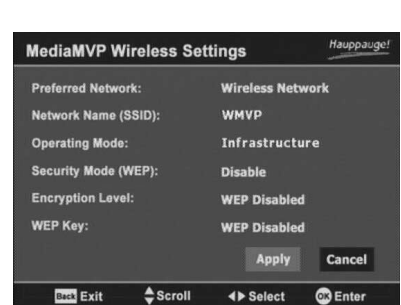 MediaMVP Wireless Settings Hauppauge!
Preferred Network: Wireless Network
Network Name (SSID): WMVP
Operating Mode: Infrastructure
Security Mode (WEP): Disable
Encryption Level: WEP Disabled
WEP Key: WEP Disabled
Apply Cancel
Back Exit Scroll Select OK Enter